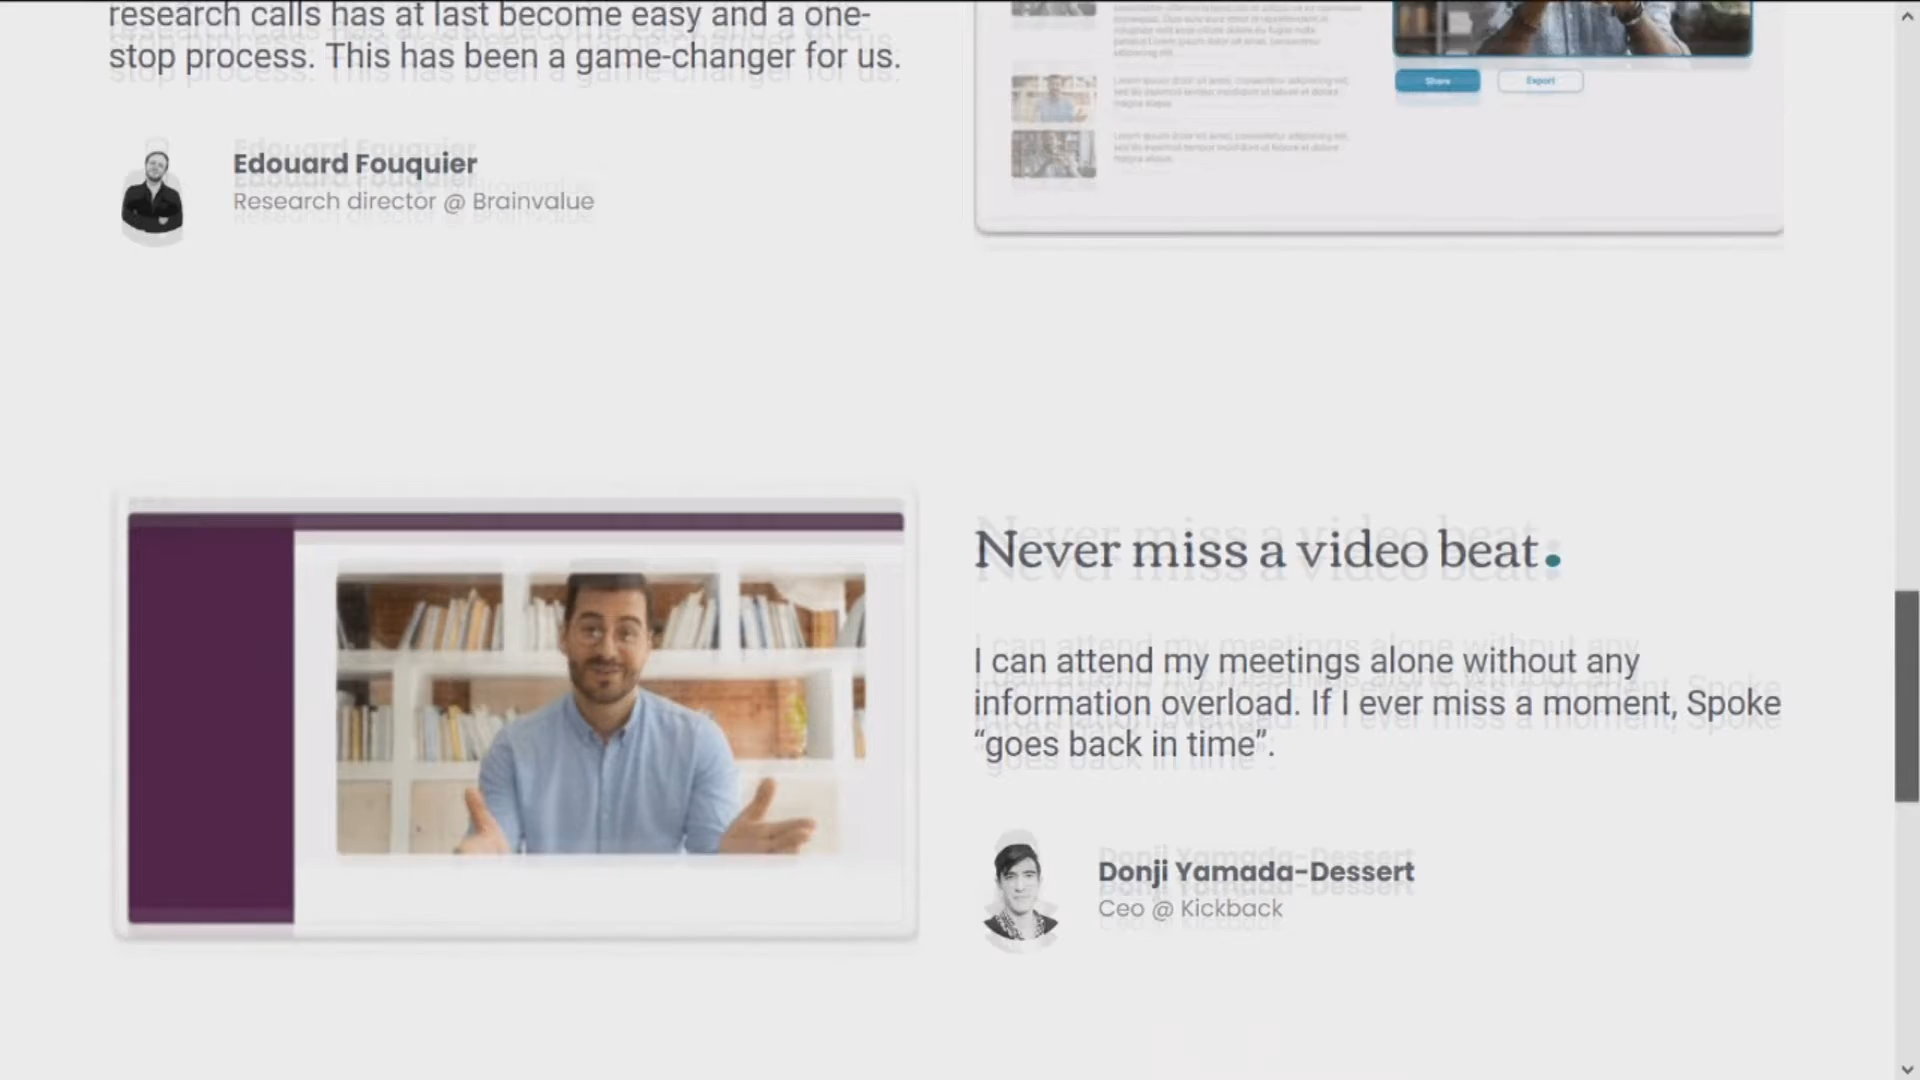 research calls has at last become easy and a one-
stop process. This has been a game-changer for us.
Edouard Fouquier
Research director @ Brainvalue
Share
Export
Never miss a video beat.
I can attend my meetings alone without any
information overload. If I ever miss a moment, Spoke
“goes back in time”.
Donji Yamada-Dessert
Ceo @ Kickback